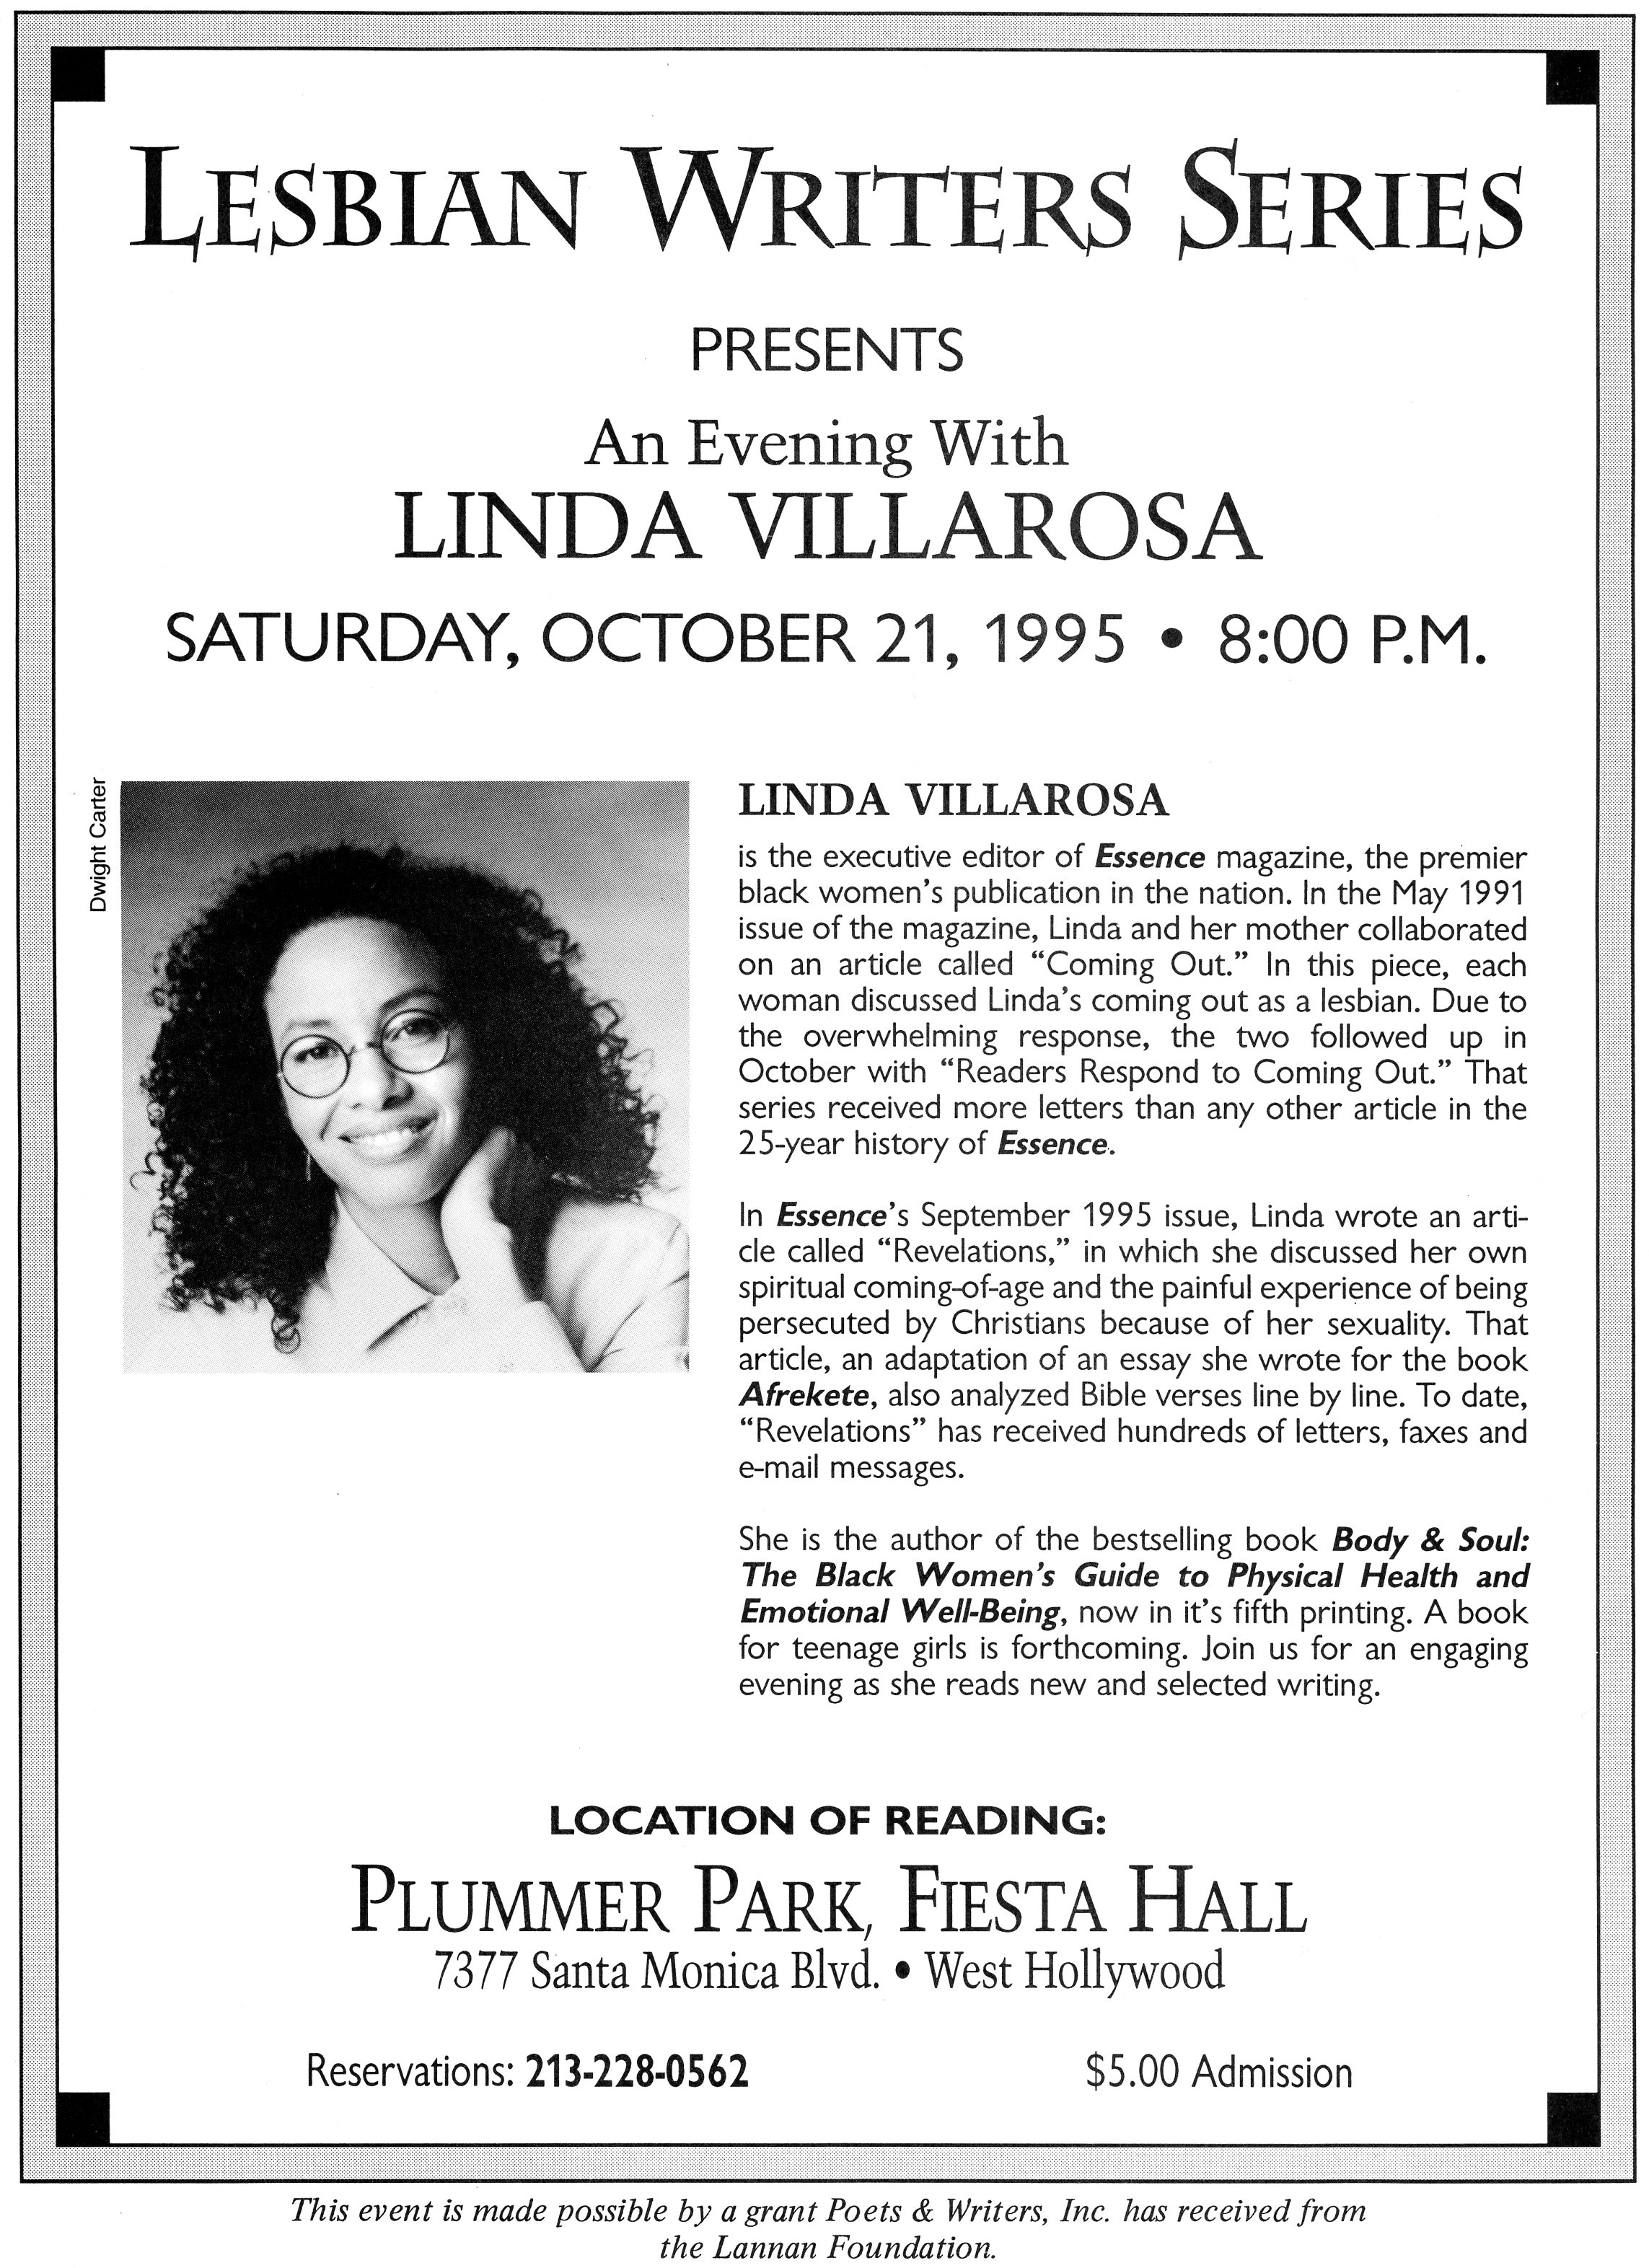 LESBIAN WRITERS SERIES
PRESENTS
An Evening With
LINDA VILLAROSA
SATURDAY, OCTOBER 21, 1995 • 8:00 P.M.
Dwight Carter
LINDA VILLAROSA
is the executive editor of Essence magazine, the premier
black women's publication in the nation. In the May 1991
issue of the magazine, Linda and her mother collaborated
on an article called “Coming Out.” In this piece, each
woman discussed Linda's coming out as a lesbian. Due to
the overwhelming response, the two followed up in
October with “Readers Respond to Coming Out.” That
series received more letters than any other article in the
25-year history of Essence.
In Essence's September 1995 issue, Linda wrote an arti-
cle called “Revelations,” in which she discussed her own
spiritual coming-of-age and the painful experience of being
persecuted by Christians because of her sexuality. That
article, an adaptation of an essay she wrote for the book
Afrekete, also analyzed Bible verses line by line. To date,
“Revelations” has received hundreds of letters, faxes and
e-mail messages.
She is the author of the bestselling book Body & Soul:
The Black Women's Guide to Physical Health and
Emotional Well-Being, now in it's fifth printing. A book
for teenage girls is forthcoming. Join us for an engaging
evening as she reads new and selected writing.
LOCATION OF READING:
PLUMMER PARK, FIESTA HALL
7377 Santa Monica Blvd. • West Hollywood
Reservations: 213-228-0562
$5.00 Admission
This event is made possible by a grant Poets & Writers, Inc. has received from
the Lannan Foundation.